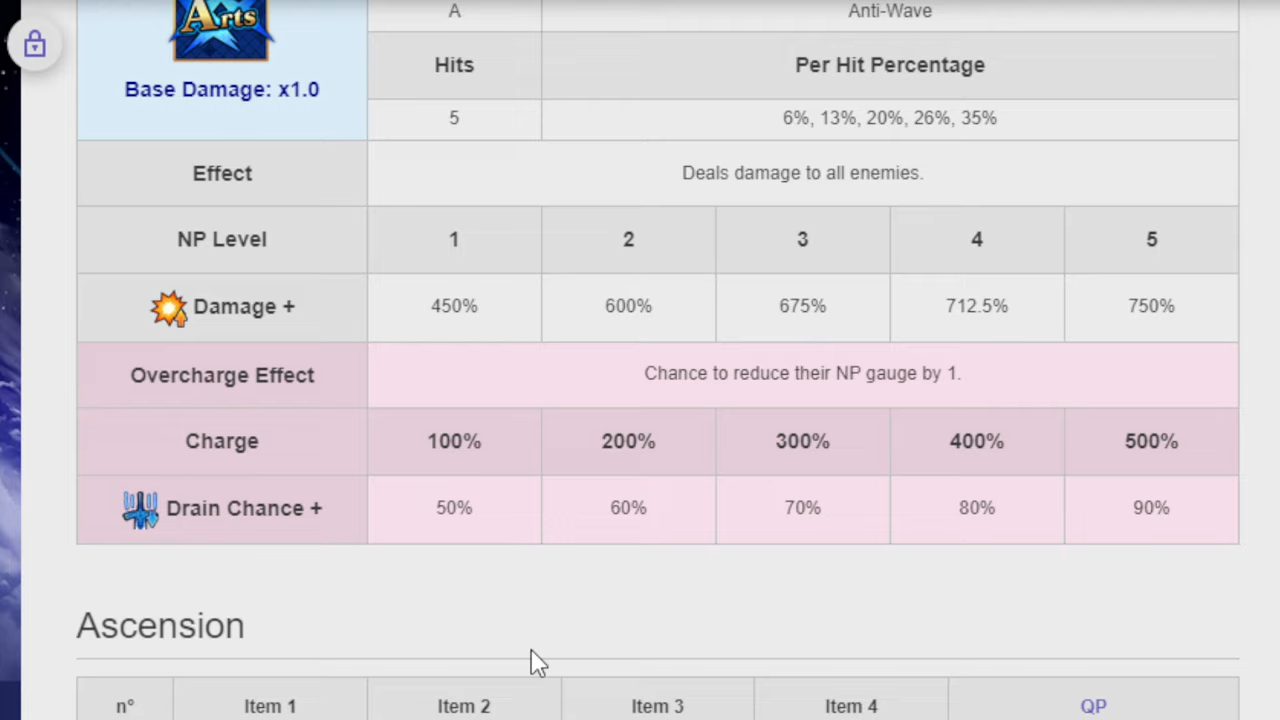 Arts
A Anti-Wave
Base Damage: x1.0
Hits Per Hit Percentage
5 6%, 13%, 20%, 26%, 35%
Effect Deals damage to all enemies.
NP Level 1 2 3 4 5
Damage + 450% 600% 675% 712.5% 750%
Overcharge Effect Chance to reduce their NP gauge by 1.
Charge 100% 200% 300% 400% 500%
Drain Chance + 50% 60% 70% 80% 90%
Ascension
n° Item 1 Item 2 Item 3 Item 4 QP